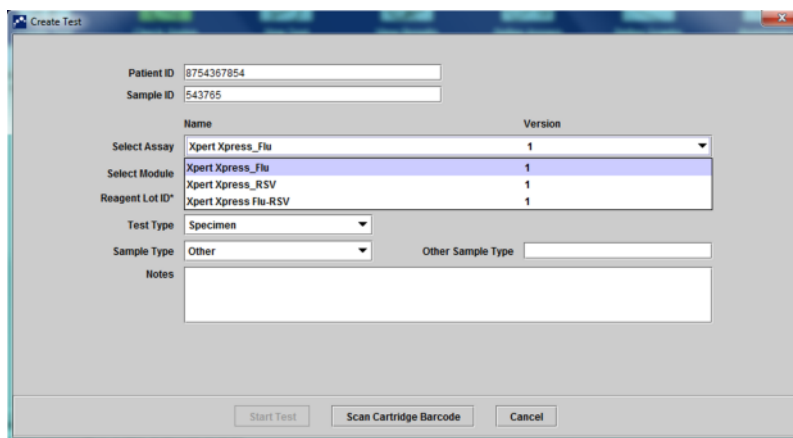 Create Test
Patient ID 8754367854
Sample ID 543765
Name Version
Select Assay Xpert Xpress_Flu 1
Select Module Xpert Xpress_Flu 1
Xpert Xpress_RSV 1
Reagent Lot ID* Xpert Xpress Flu-RSV 1
Test Type Specimen
Sample Type Other Other Sample Type
Notes
Start Test Scan Cartridge Barcode Cancel